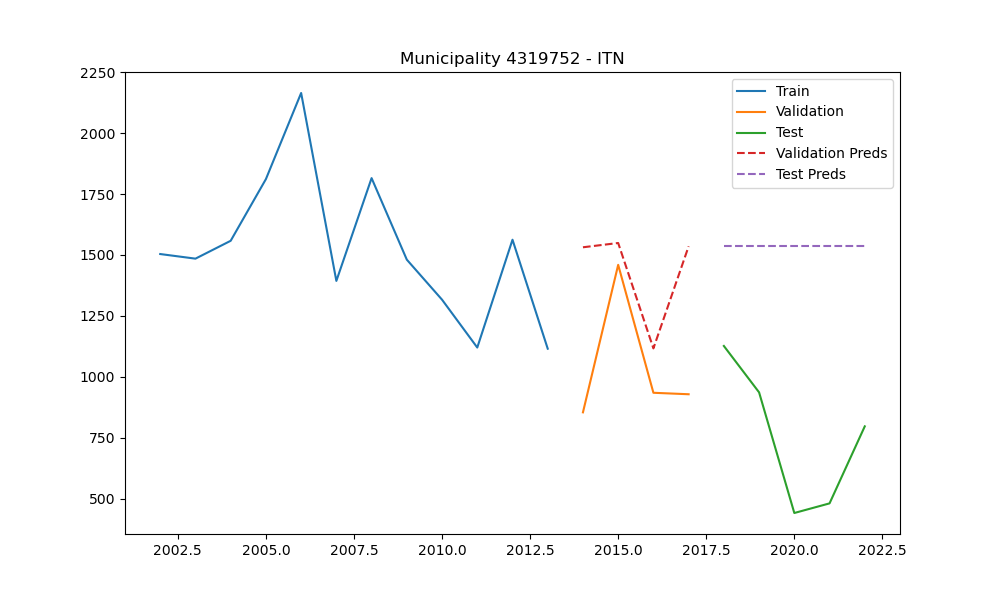 Municipality 4319752 - ITN
2250
2000
1750
1500
1250
1000
750
500
2002.5 2005.0 2007.5 2010.0 2012.5 2015.0 2017.5 2020.0 2022.5
Train
Validation
Test
Validation Preds
Test Preds